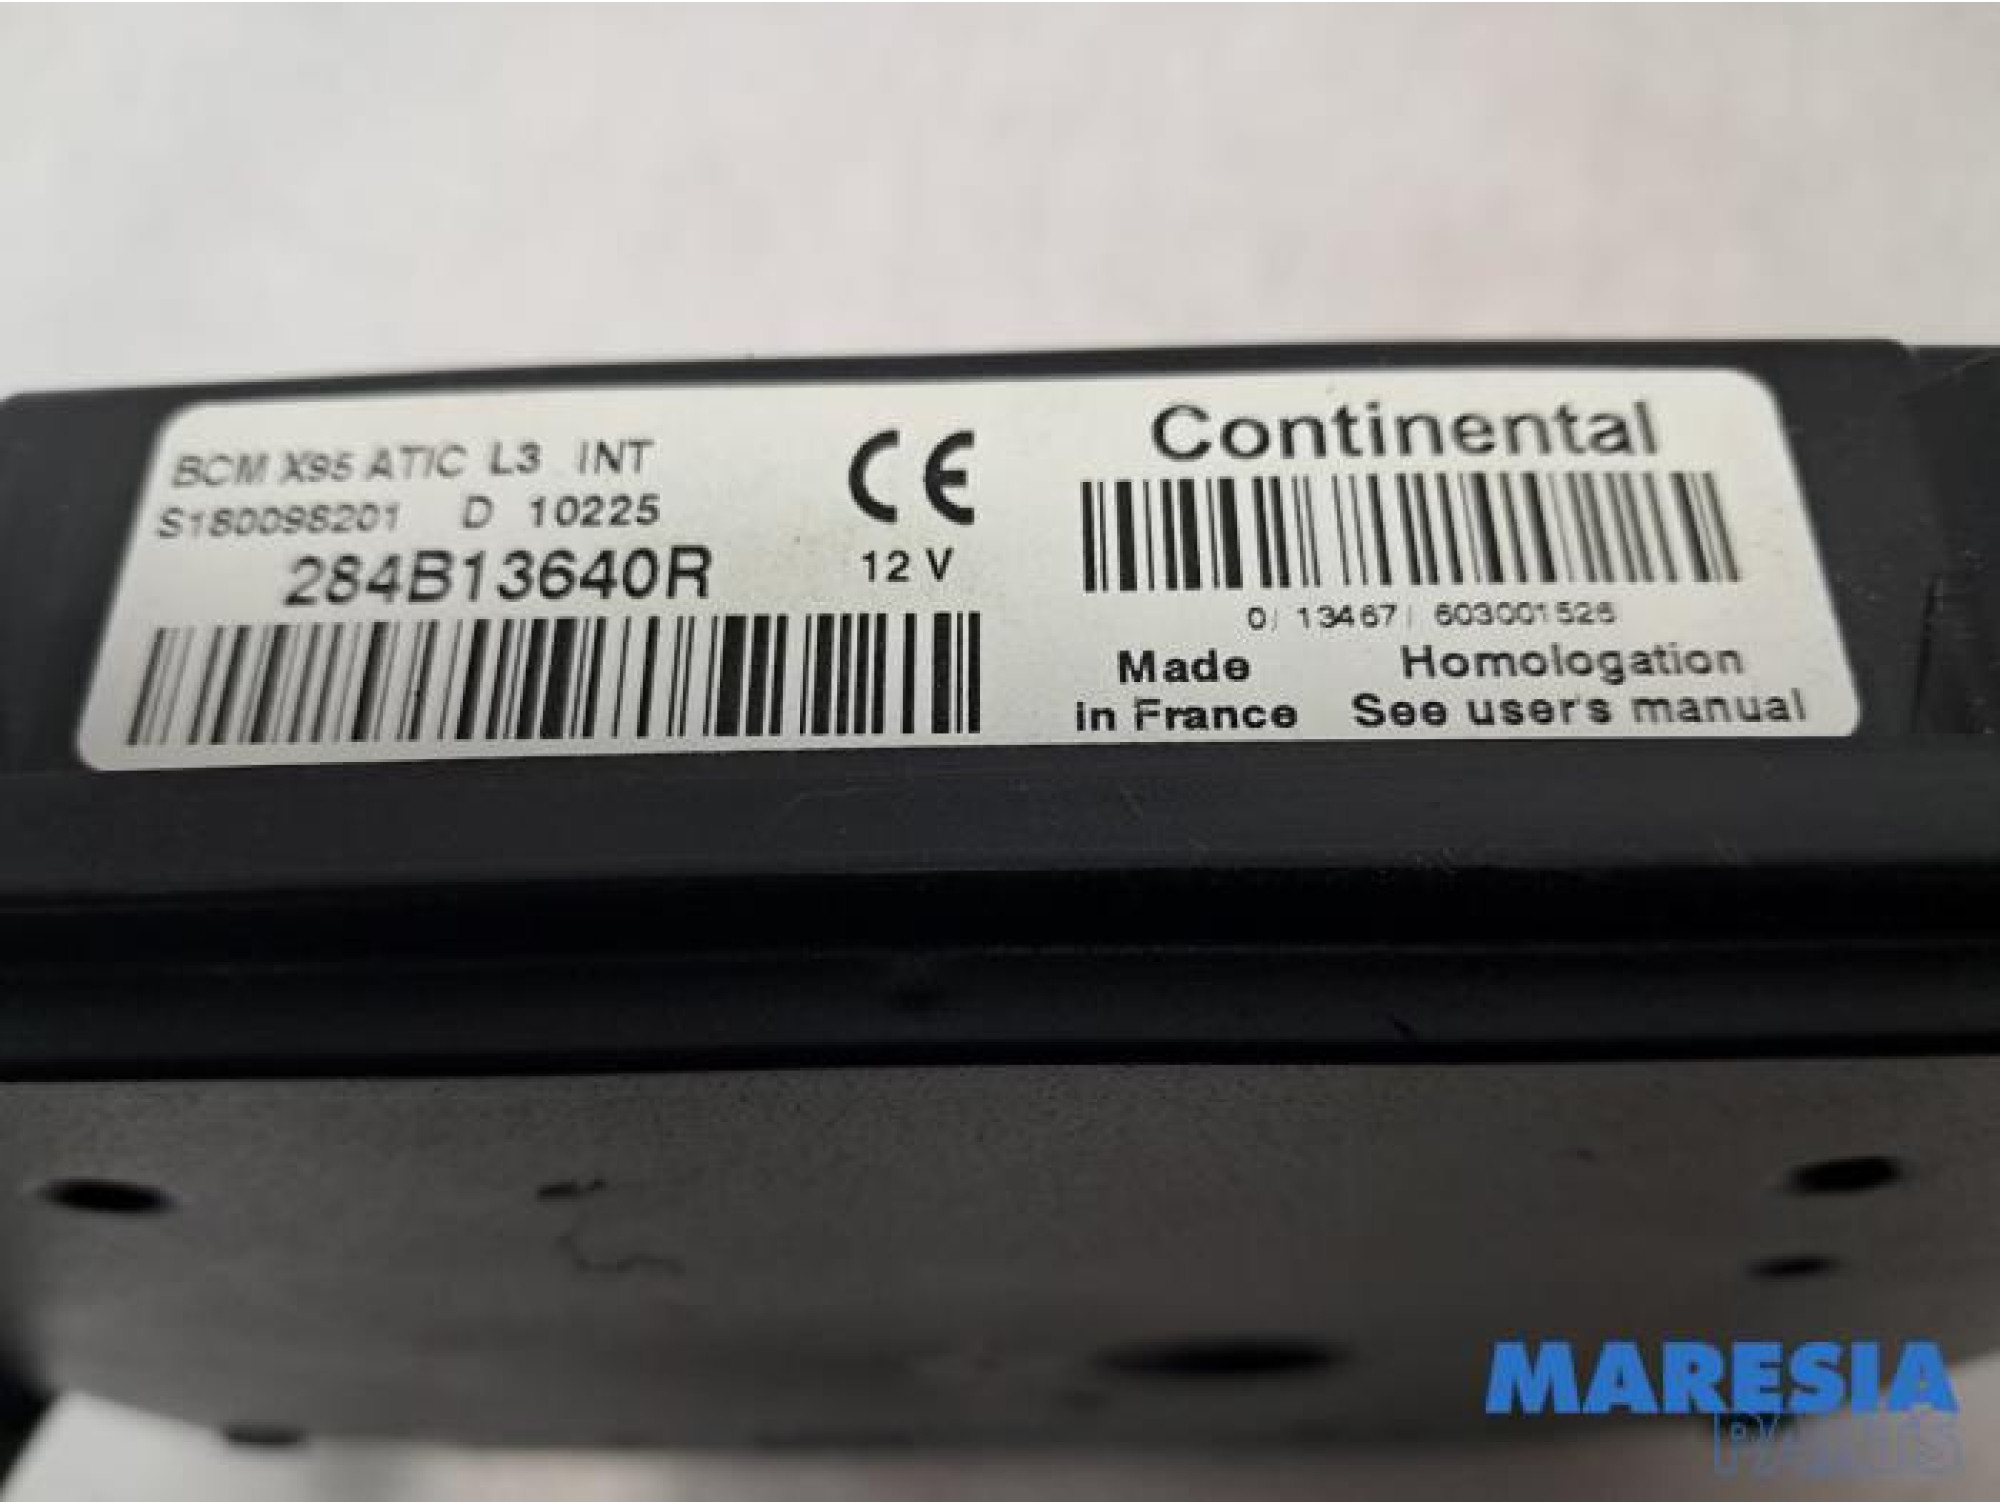 BCM X95 ATIC L3 INT
S180098201 D 10225
284B13640R
12 V
Continental
0/ 13467/ 603001526
Made
in France
Homologation
See user's manual
MARESIA
PARTS